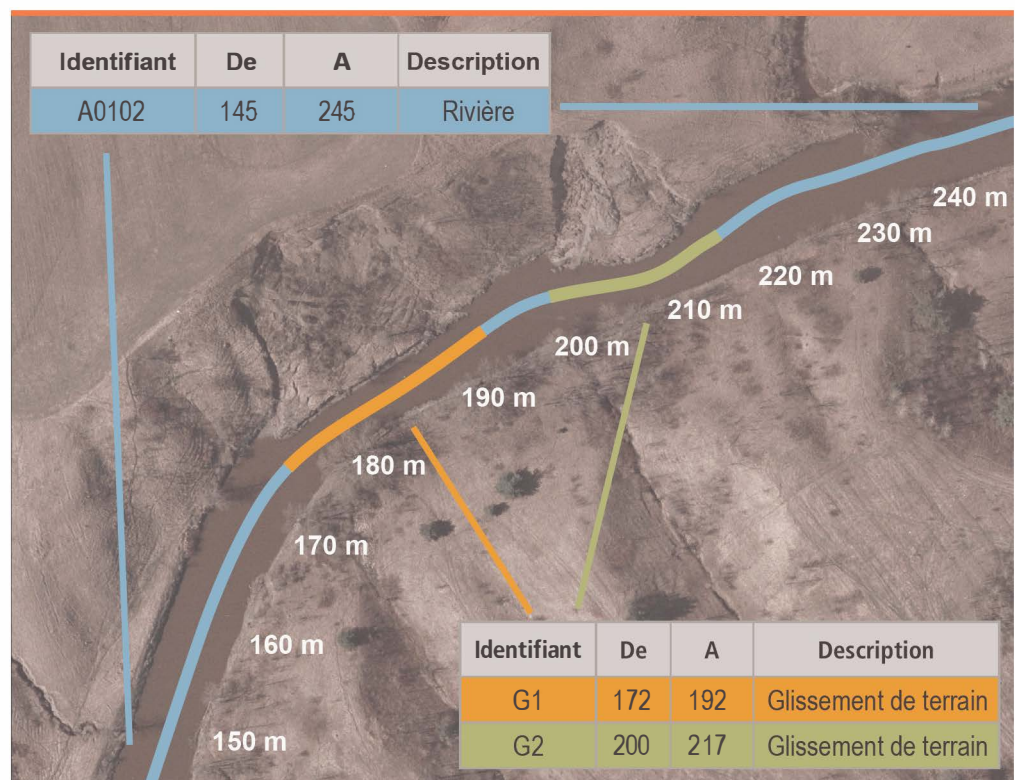 Identifiant De A Description
A0102 145 245 Rivière
240 m
230 m
220 m
210 m
200 m
190 m
180 m
170 m
160 m
150 m
Identifiant De A Description
G1 172 192 Glissement de terrain
G2 200 217 Glissement de terrain